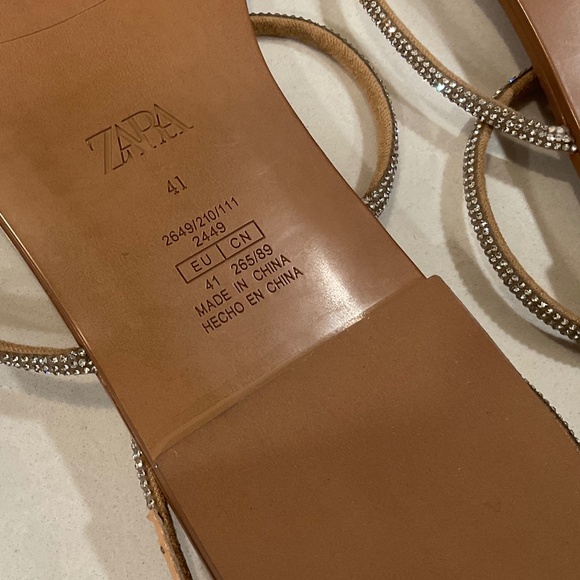 ZARA
41
2649/210/111
2449
EU CN
41 265/89
MADE IN CHINA
HECHO EN CHINA